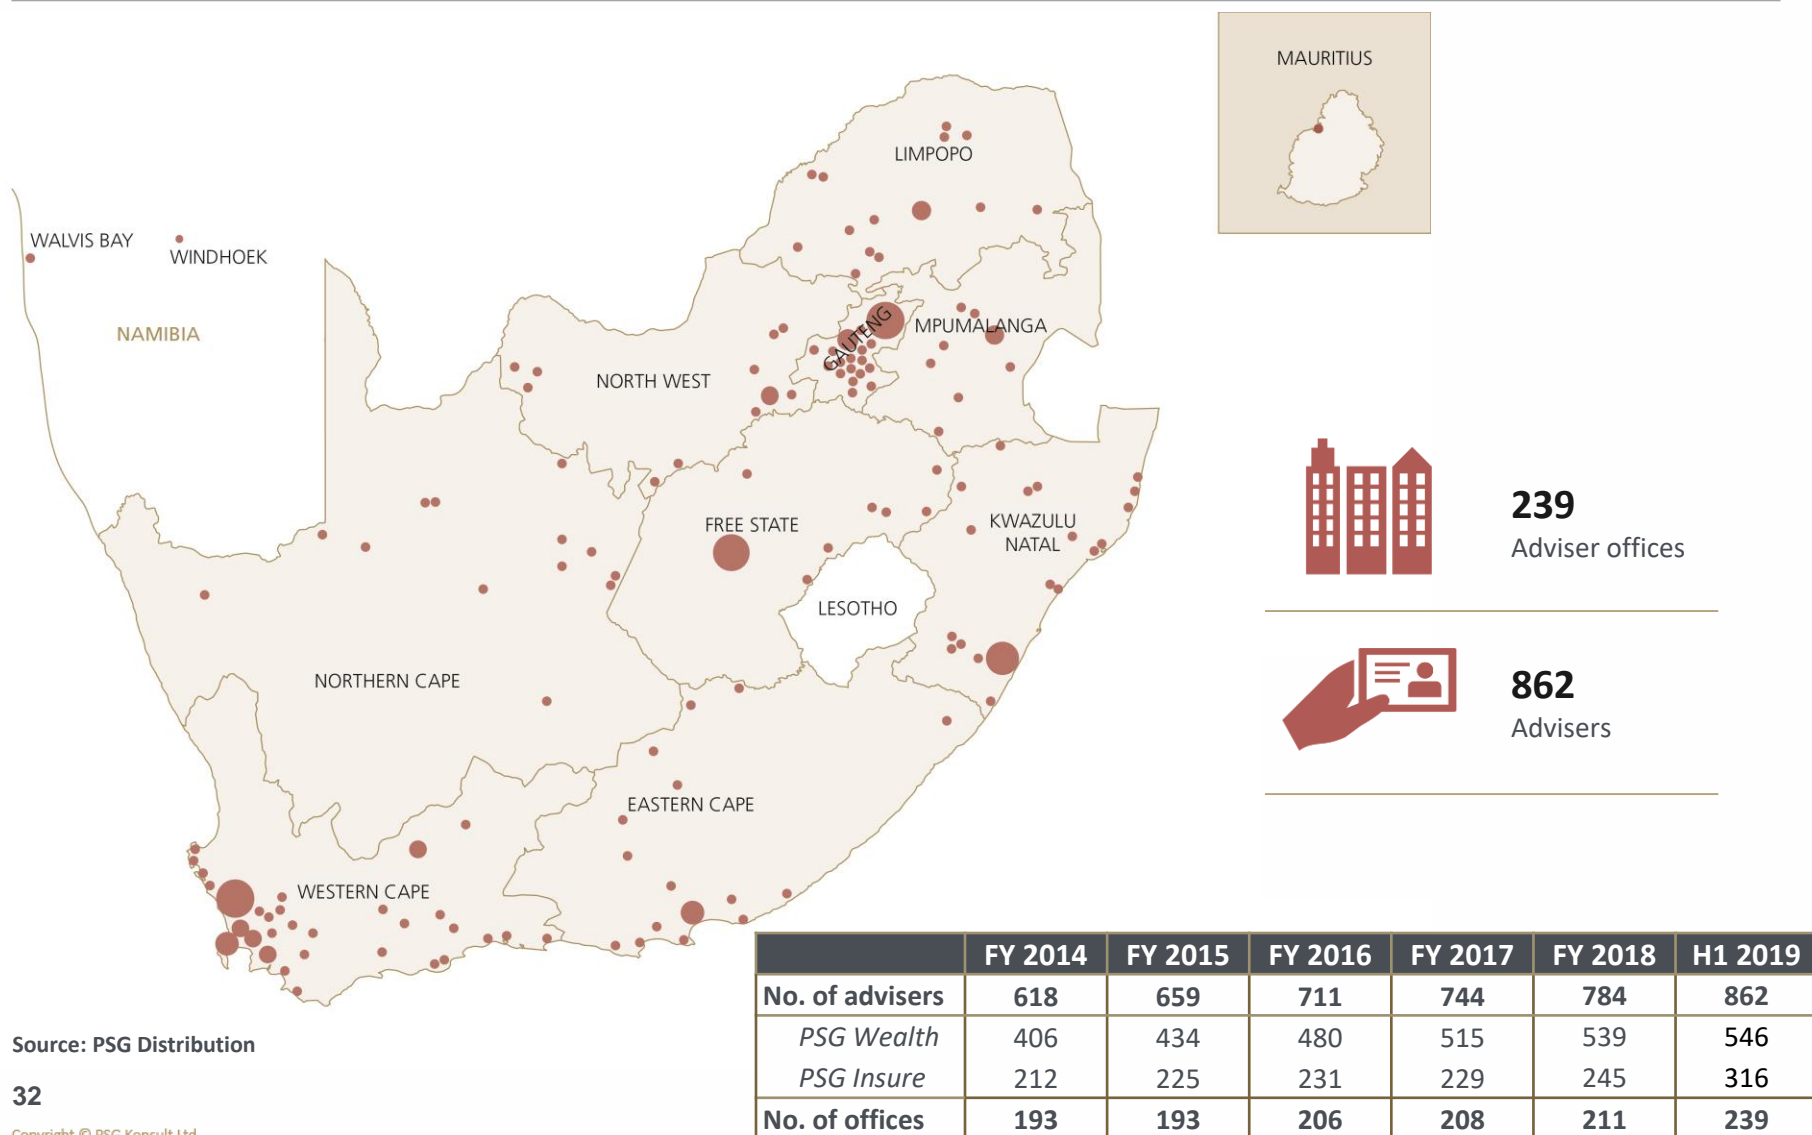 MAURITIUS
LIMPOPO
WALVIS BAY
WINDHOEK
NAMIBIA
GAUTENG
MPUMALANGA
NORTH WEST
FREE STATE
KWAZULU
NATAL
LESOTHO
NORTHERN CAPE
EASTERN CAPE
WESTERN CAPE
239
Adviser offices
862
Advisers
FY 2014 FY 2015 FY 2016 FY 2017 FY 2018 H1 2019
No. of advisers 618 659 711 744 784 862
PSG Wealth 406 434 480 515 539 546
PSG Insure 212 225 231 229 245 316
No. of offices 193 193 206 208 211 239
Source: PSG Distribution
32
Copyright © PSG Konsult Ltd